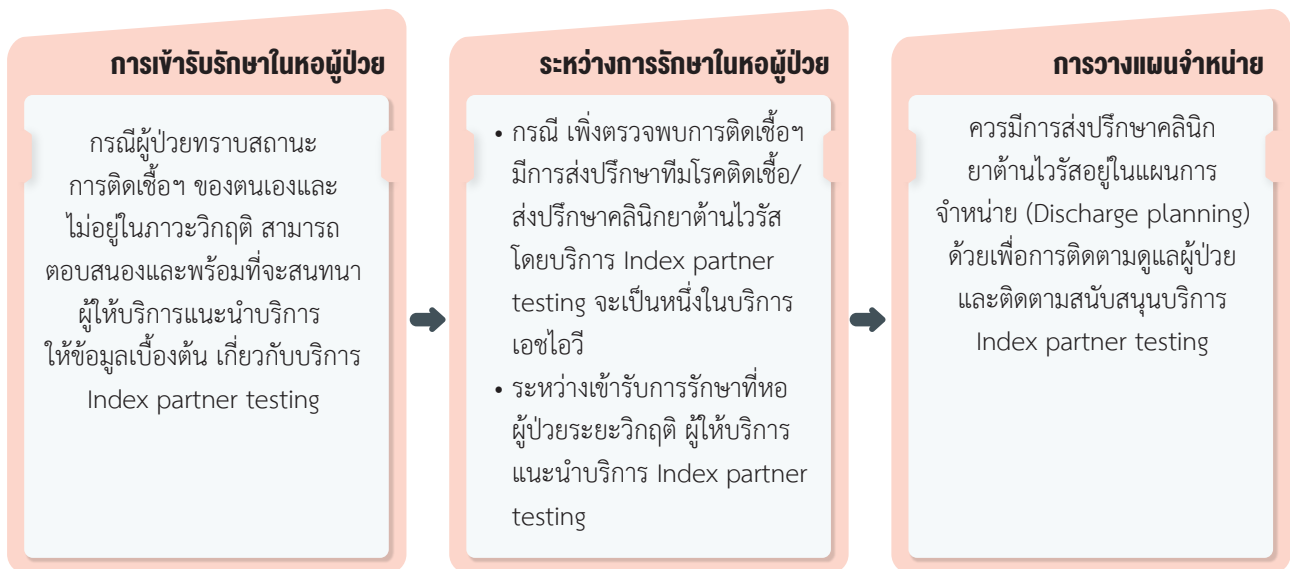 การเข้ารับรักษาในหอผู้ป่วย
กรณีผู้ป่วยทราบสถานะ
การติดเชื้อฯ ของตนเองและ
ไม่อยู่ในภาวะวิกฤติ สามารถ
ตอบสนองและพร้อมที่จะสนทนา
ผู้ให้บริการแนะนำบริการ
ให้ข้อมูลเบื้องต้น เกี่ยวกับบริการ
Index partner testing
ระหว่างการรักษาในหอผู้ป่วย
• กรณี เพิ่งตรวจพบการติดเชื้อฯ
มีการส่งปรึกษาทีมโรคติดเชื้อ/
ส่งปรึกษาคลินิกยาต้านไวรัส
โดยบริการ Index partner
testing จะเป็นหนึ่งในบริการ
เอชไอวี
• ระหว่างเข้ารับการรักษาที่หอ
ผู้ป่วยระยะวิกฤติ ผู้ให้บริการ
แนะนำบริการ Index partner
testing
การวางแผนจำหน่าย
ควรมีการส่งปรึกษาคลินิก
ยาต้านไวรัสอยู่ในแผนการ
จำหน่าย (Discharge planning)
ด้วยเพื่อการติดตามดูแลผู้ป่วย
และติดตามสนับสนุนบริการ
Index partner testing